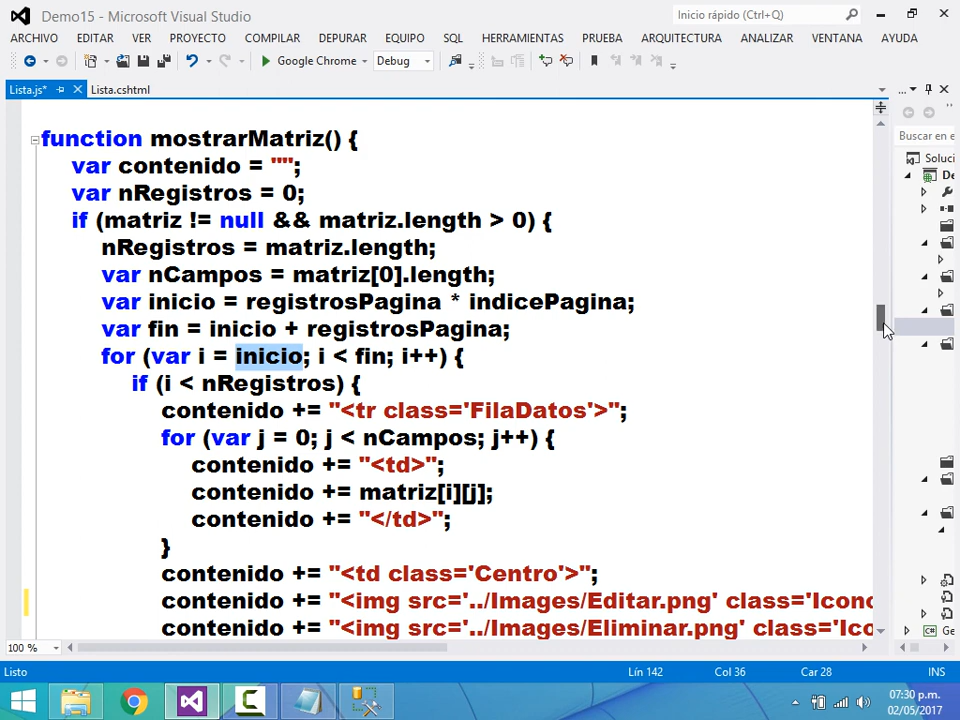 Demo15 - Microsoft Visual Studio
Inicio rápido (Ctrl+Q)
ARCHIVO EDITAR VER PROYECTO COMPILAR DEPURAR EQUIPO SQL HERRAMIENTAS PRUEBA ARQUITECTURA ANALIZAR VENTANA AYUDA
Google Chrome Debug
Lista.js* Lista.cshtml
Buscar en e
Soluci
De
function mostrarMatriz() {
var contenido = "";
var nRegistros = 0;
if (matriz != null && matriz.length > 0) {
nRegistros = matriz.length;
var nCampos = matriz[0].length;
var inicio = registrosPagina * indicePagina;
var fin = inicio + registrosPagina;
for (var i = inicio; i < fin; i++) {
if (i < nRegistros) {
contenido += "<tr class='FilaDatos'>";
for (var j = 0; j < nCampos; j++) {
contenido += "<td>";
contenido += matriz[i][j];
contenido += "</td>";
}
contenido += "<td class='Centro'>";
contenido += "<img src='../Images/Editar.png' class='Icono
contenido += "<img src='../Images/Eliminar.png' class='Ico
Ge
100 %
Listo Lín 142 Col 36 Car 28 INS
07:30 p.m.
02/05/2017